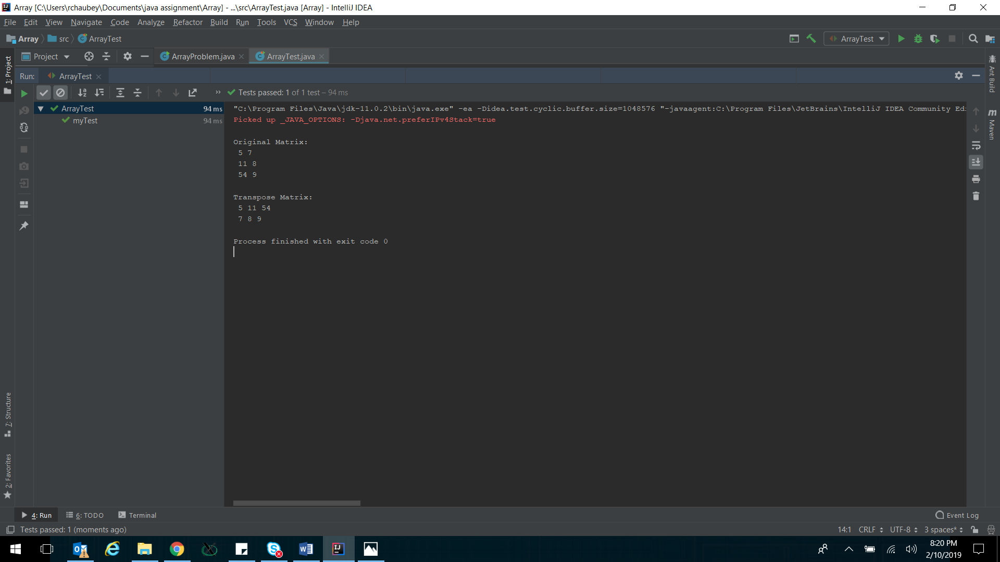 Array [C:\Users\rchaubey\Documents\java assignment\Array] - ...\src\ArrayTest.java [Array] - IntelliJ IDEA
File Edit View Navigate Code Analyze Refactor Build Run Tools VCS Window Help
Array src ArrayTest
ArrayTest
Project
ArrayProblem.java
ArrayTest.java
1: Project
Ant Build
Run: ArrayTest
Tests passed: 1 of 1 test – 94 ms
ArrayTest 94 ms
myTest 94 ms
"C:\Program Files\Java\jdk-11.0.2\bin\java.exe" -ea -Didea.test.cyclic.buffer.size=1048576 "-javaagent:C:\Program Files\JetBrains\IntelliJ IDEA Community Edi
Picked up _JAVA_OPTIONS: -Djava.net.preferIPv4Stack=true
Original Matrix:
5 7
11 8
54 9
Transpose Matrix:
5 11 54
7 8 9
Process finished with exit code 0
Maven
7: Structure
2: Favorites
4: Run
6: TODO
Terminal
Event Log
Tests passed: 1 (moments ago)
14:1 CRLF UTF-8 3 spaces*
8:20 PM
2/10/2019